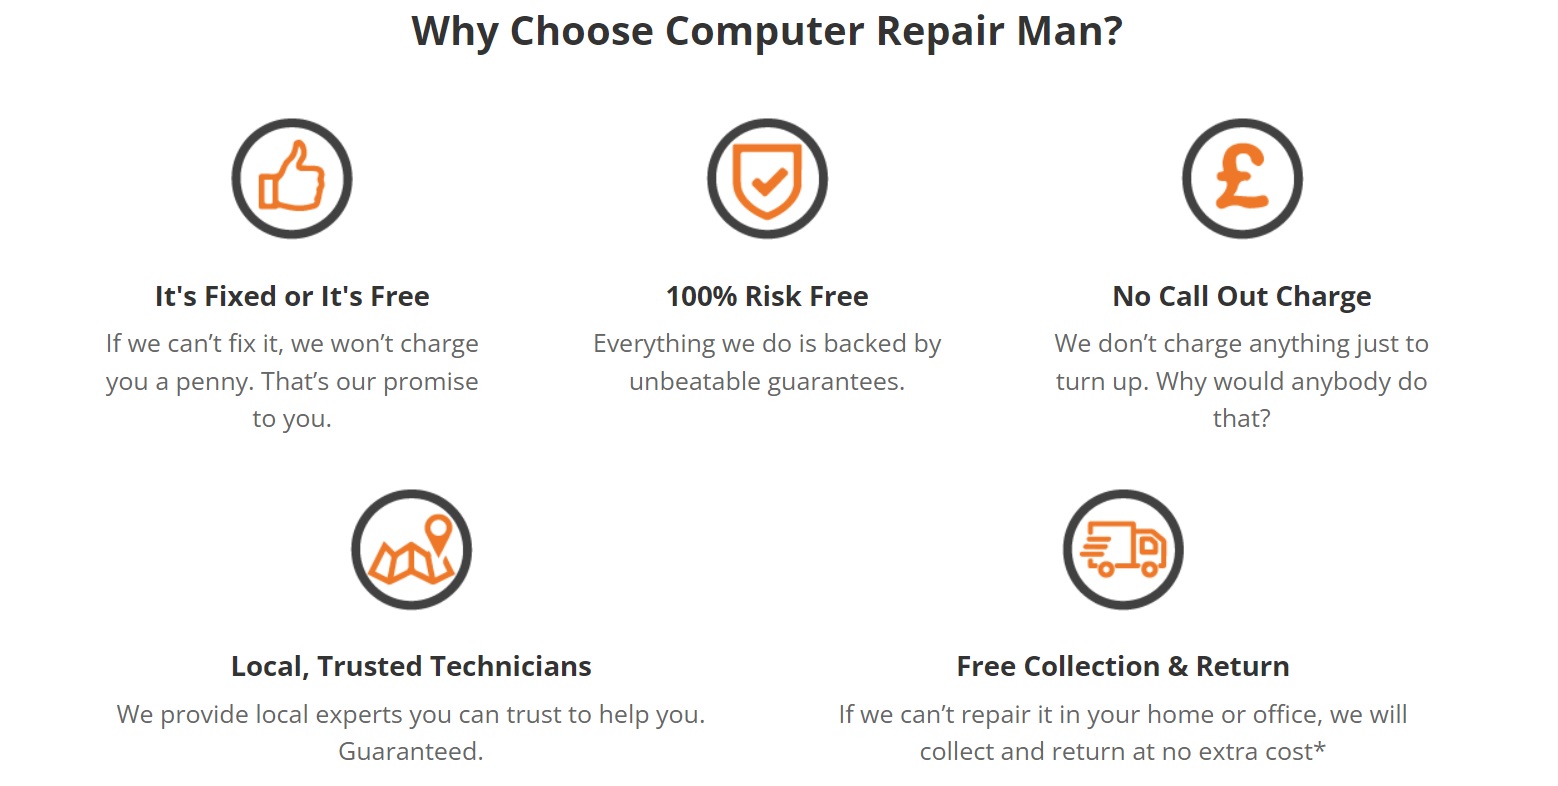 Why Choose Computer Repair Man?
£
It's Fixed or It's Free
If we can’t fix it, we won’t charge
you a penny. That’s our promise
to you.
100% Risk Free
Everything we do is backed by
unbeatable guarantees.
No Call Out Charge
We don’t charge anything just to
turn up. Why would anybody do
that?
Local, Trusted Technicians
We provide local experts you can trust to help you.
Guaranteed.
Free Collection & Return
If we can’t repair it in your home or office, we will
collect and return at no extra cost*